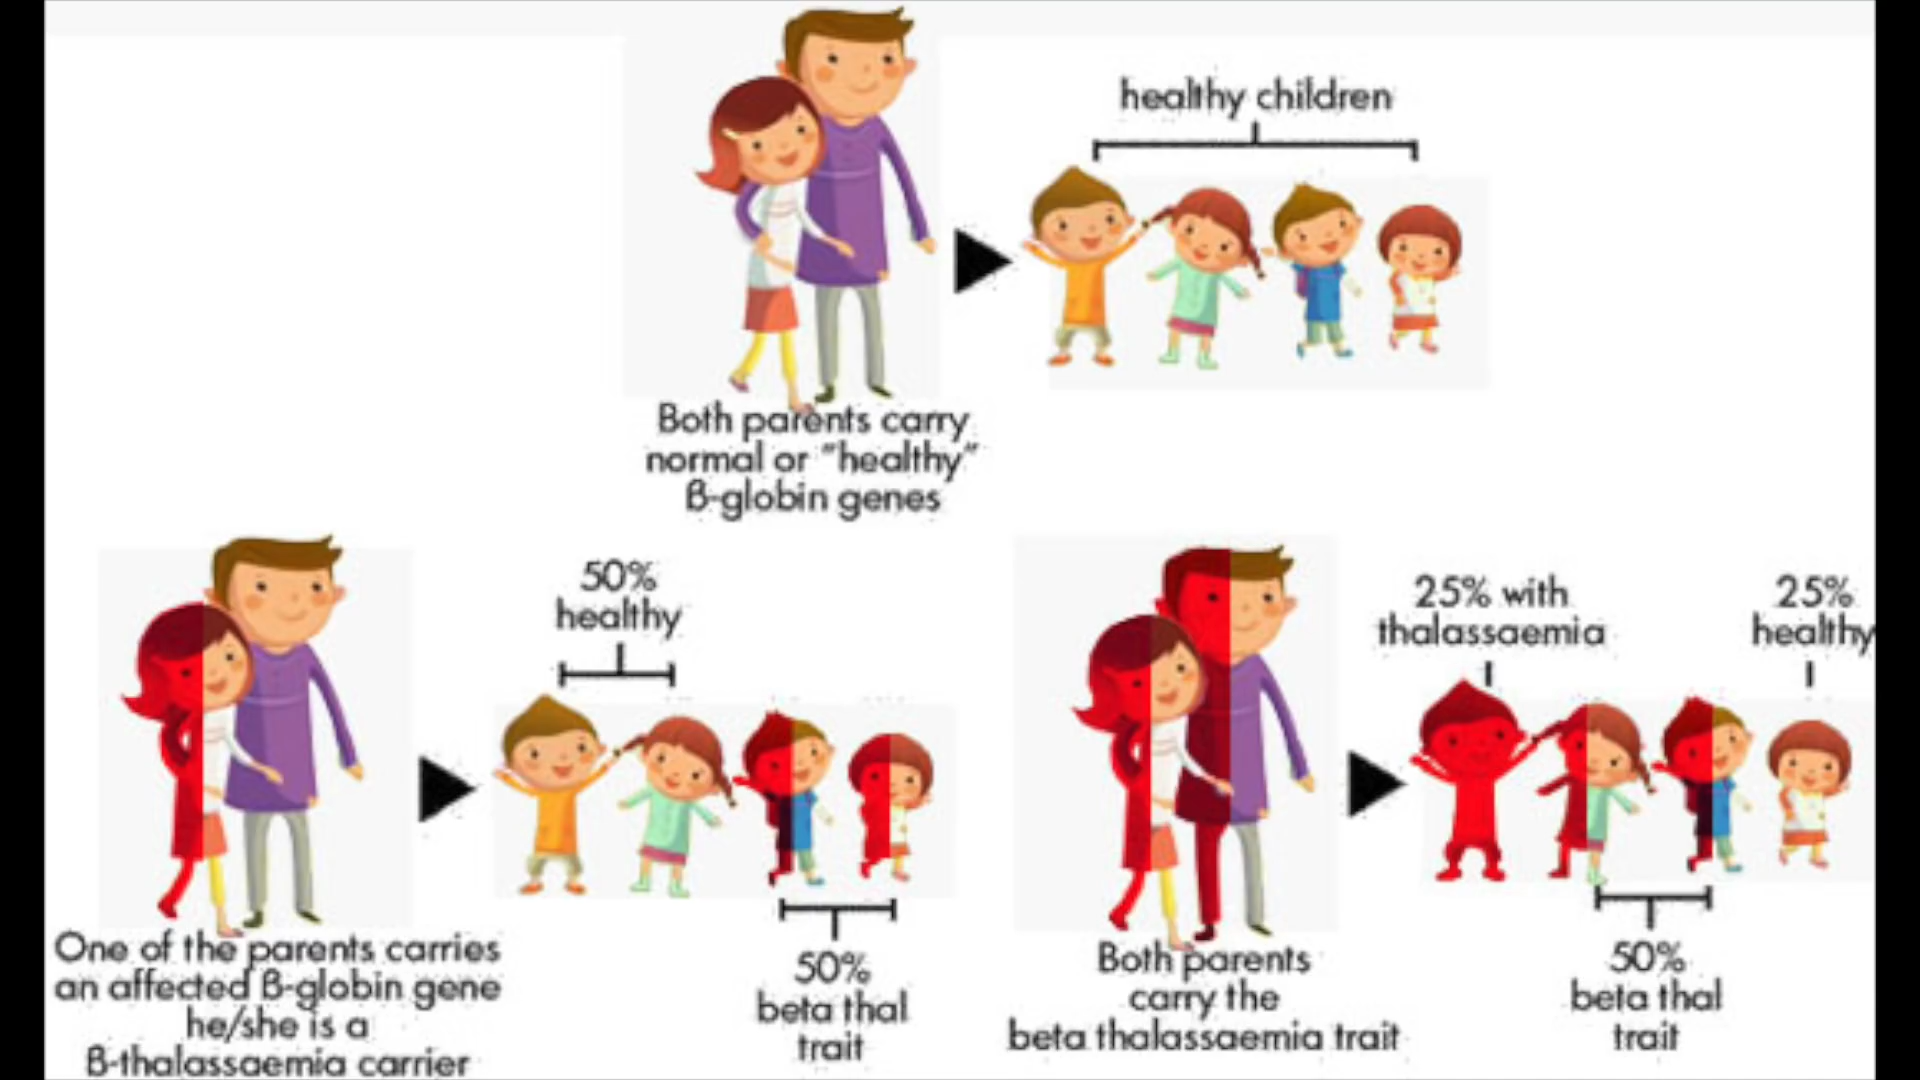 healthy children
Both parents carry
normal or "healthy"
β-globin genes
50%
healthy
One of the parents carries
an affected β-globin gene
he/she is a
β-thalassaemia carrier
50%
beta thal
trait
25% with
thalassaemia
25%
healthy
Both parents
carry the
beta thalassaemia trait
50%
beta thal
trait